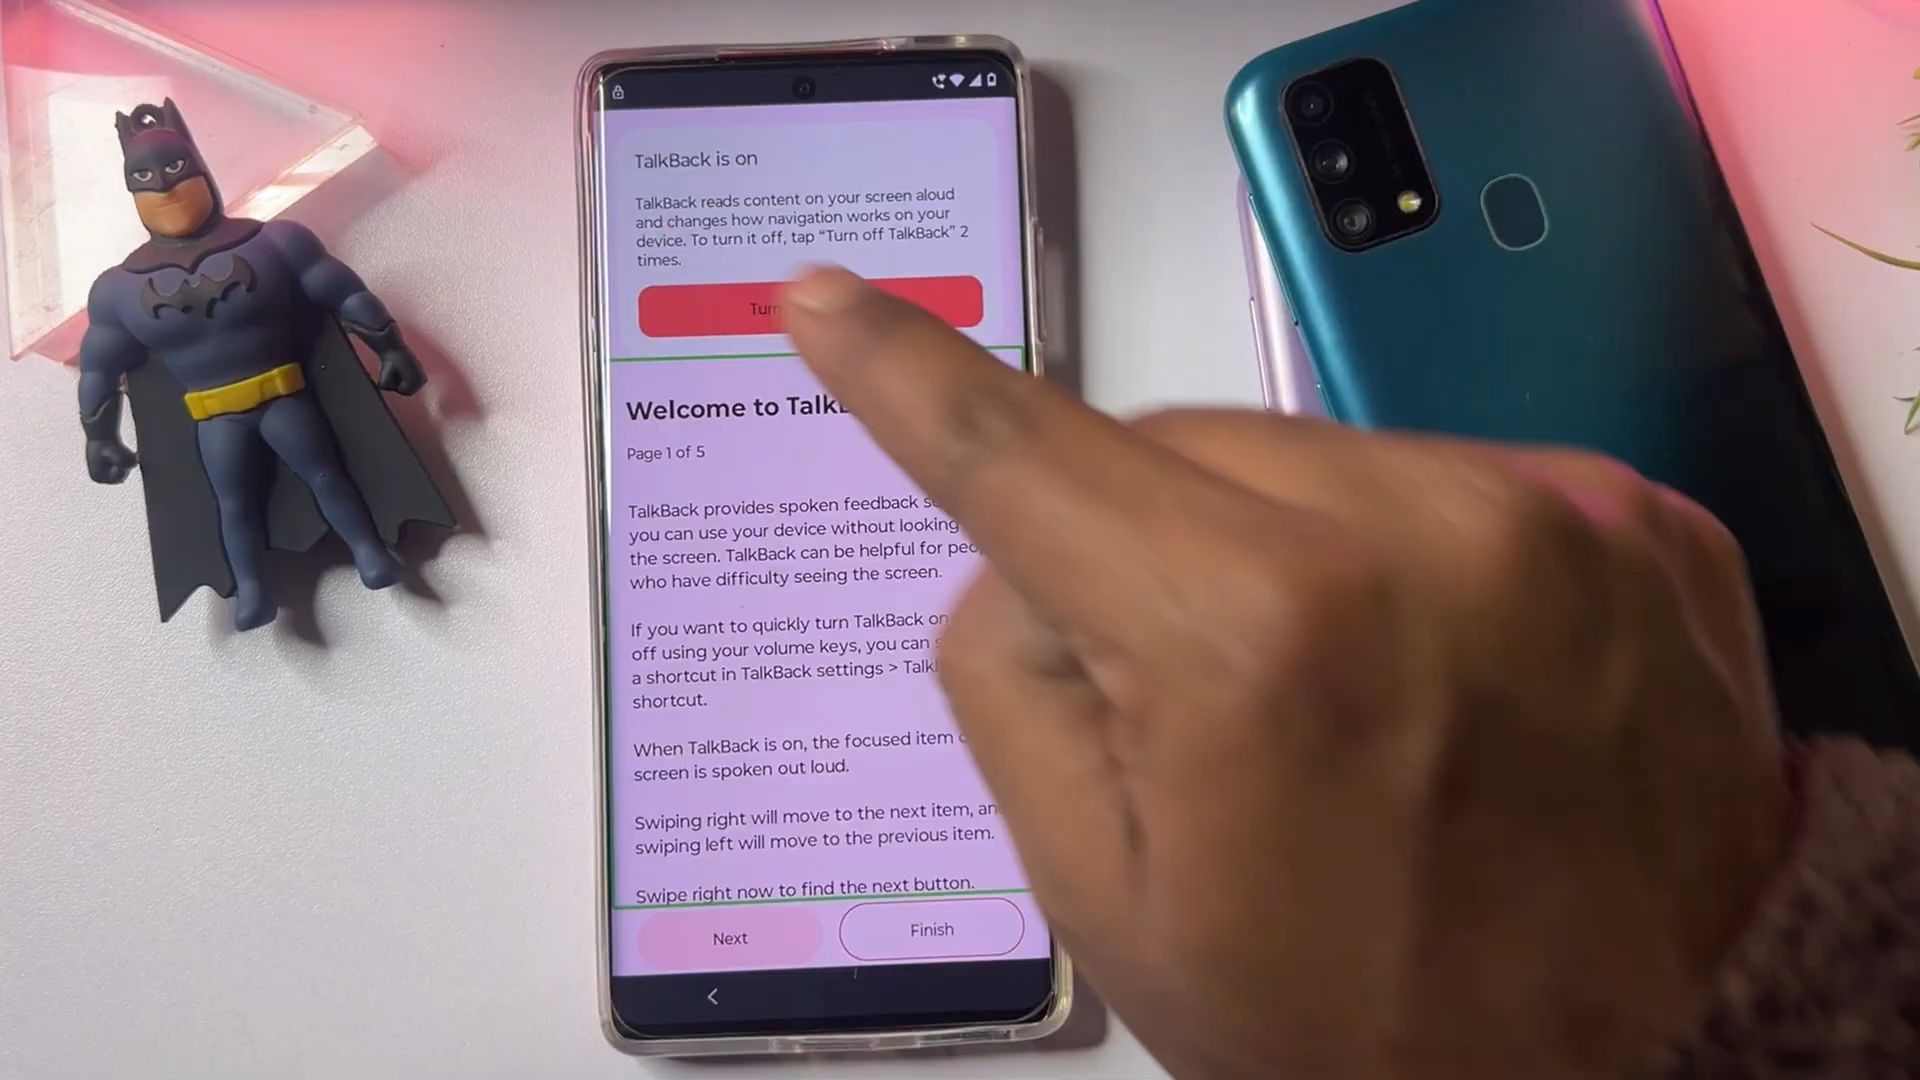 TalkBack is on
TalkBack reads content on your screen aloud
and changes how navigation works on your
device. To turn it off, tap “Turn off TalkBack” 2
times.
Turn
Welcome to Talk
Page 1 of 5
TalkBack provides spoken feedback
you can use your device without looking
the screen. TalkBack can be helpful for
who have difficulty seeing the screen.
If you want to quickly turn TalkBack on
off using your volume keys, you can
a shortcut in TalkBack settings >
shortcut.
When TalkBack is on, the focused item
screen is spoken out loud.
Swiping right will move to the next item,
swiping left will move to the previous item.
Swipe right now to find the next button.
Next
Finish